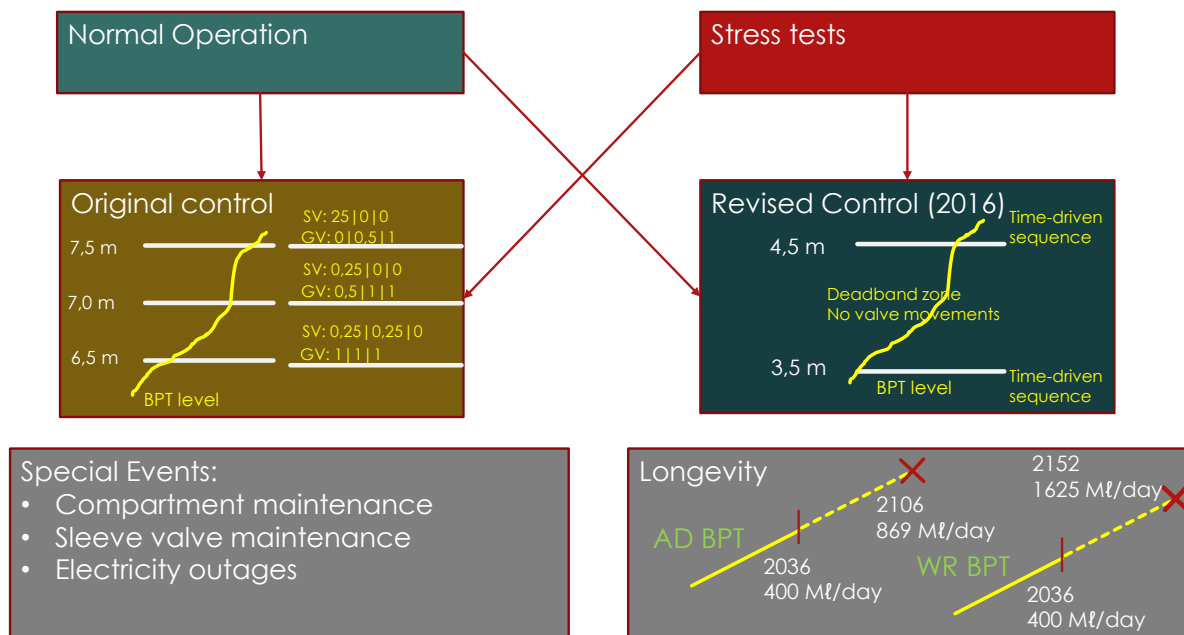 Normal Operation
Stress tests
Original control
7,5 m
7,0 m
6,5 m
SV: 25|0|0
GV: 0|0,5|1
SV: 0,25|0|0
GV: 0,5|1|1
SV: 0,25|0,25|0
GV: 1|1|1
BPT level
Revised Control (2016)
4,5 m
3,5 m
Time-driven
sequence
Deadband zone
No valve movements
BPT level
Time-driven
sequence
Special Events:
• Compartment maintenance
• Sleeve valve maintenance
• Electricity outages
Longevity
AD BPT
2036
400 Mℓ/day
2106
869 Mℓ/day
WR BPT
2036
400 Mℓ/day
2152
1625 Mℓ/day